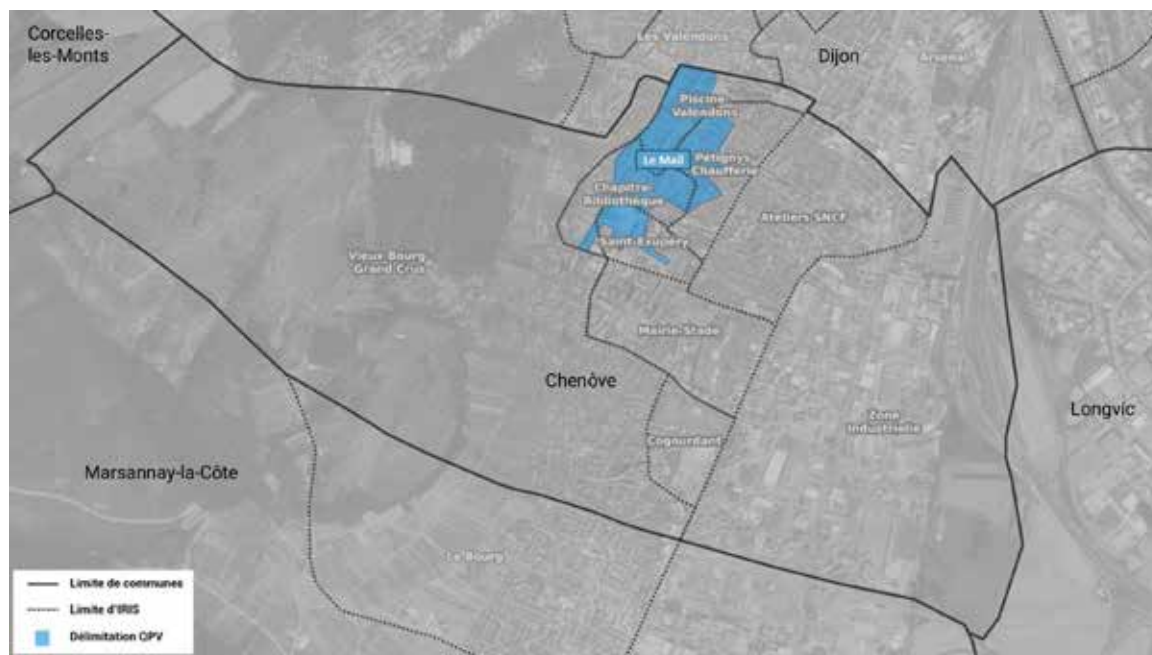 Corcelles-
les-Monts
Les Valendons
Dijon
Arsenal
Piscine
Valendons
Le Mail
Pétignys
Chaufferie
Chapitre-
Bibliothèque
Saint-Exupéry
Ateliers SNCF
Vieux Bourg
Grand Crus
Mairie-Stade
Chenôve
Zone
Industrielle
Longvic
Cognurdant
Marsannay-la-Côte
Le Bourg
Limite de communes
Limite d'IRIS
Délimitation QPV